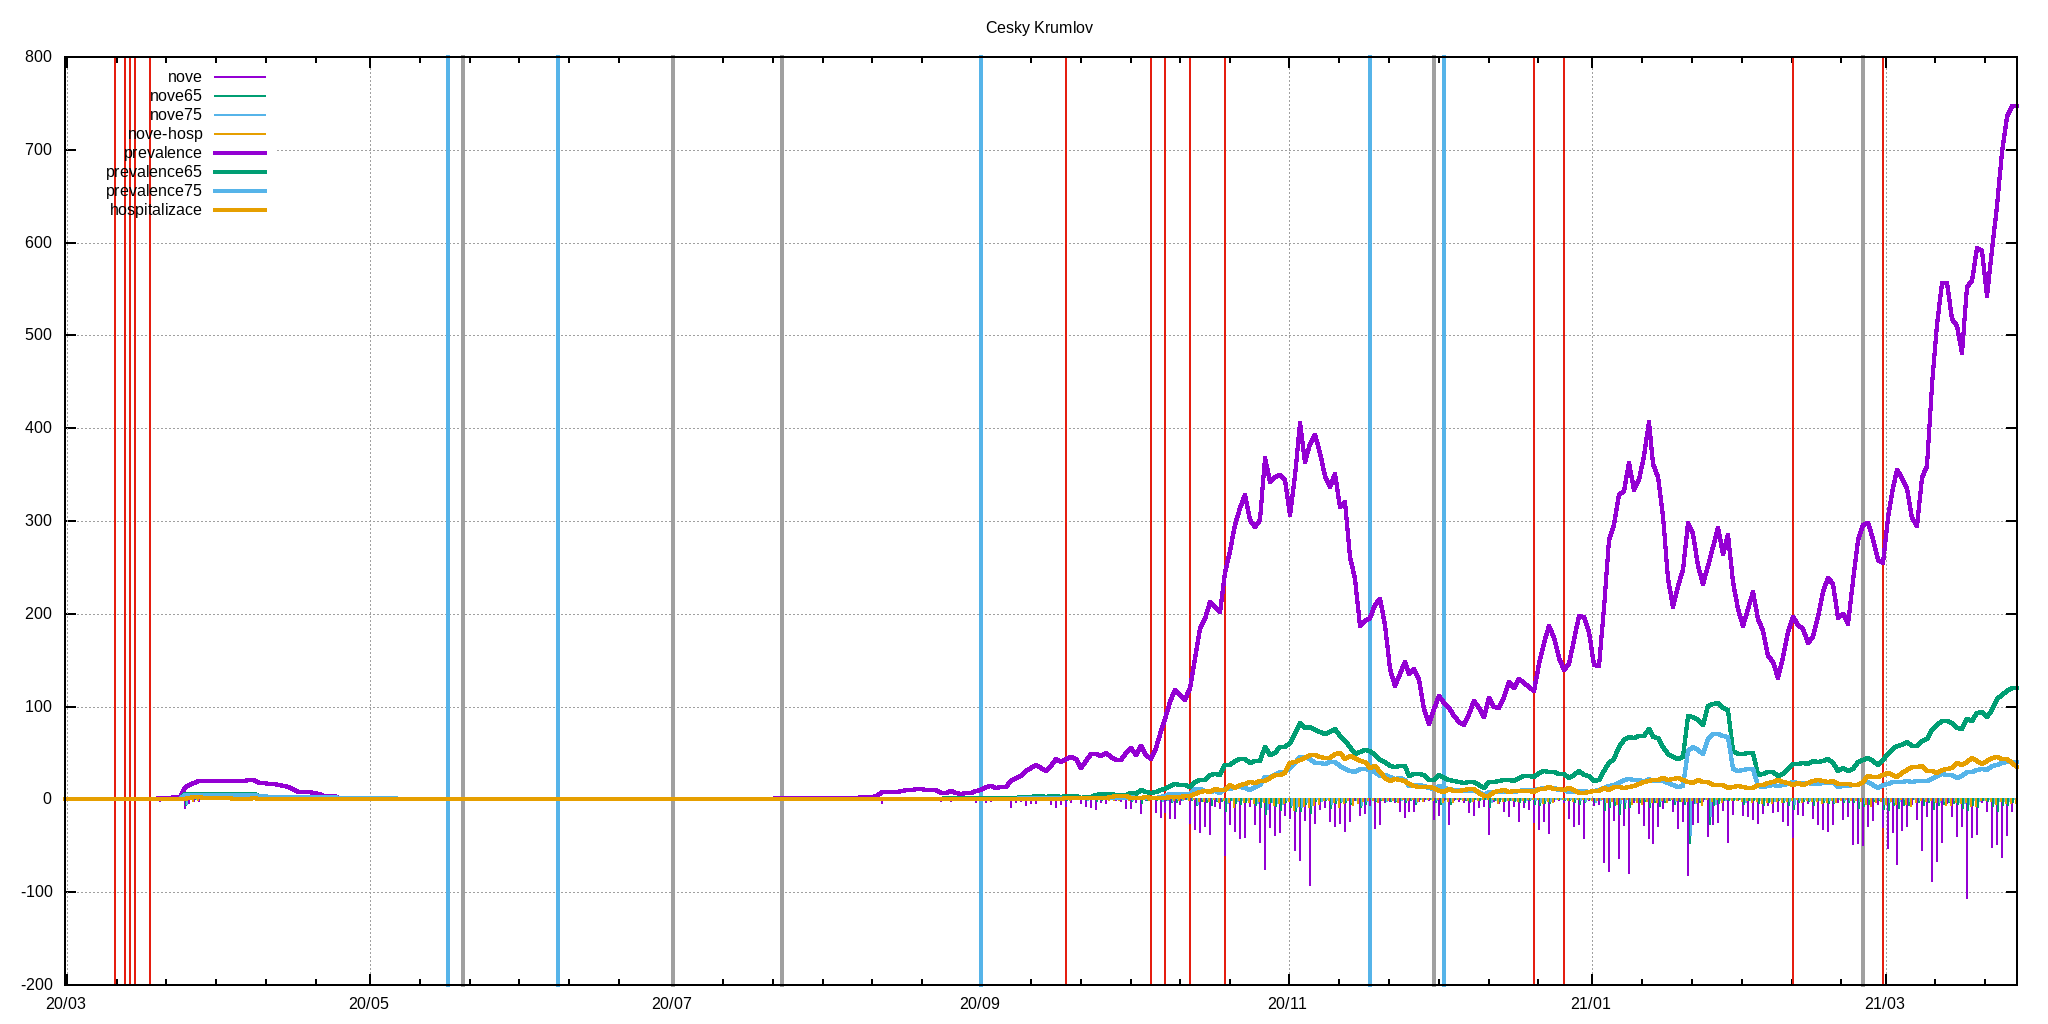 Cesky Krumlov
800
700
600
500
400
300
200
100
0
-100
-200
nove
nove65
nove75
nove-hosp
prevalence
prevalence65
prevalence75
hospitalizace
20/03 20/05 20/07 20/09 20/11 21/01 21/03